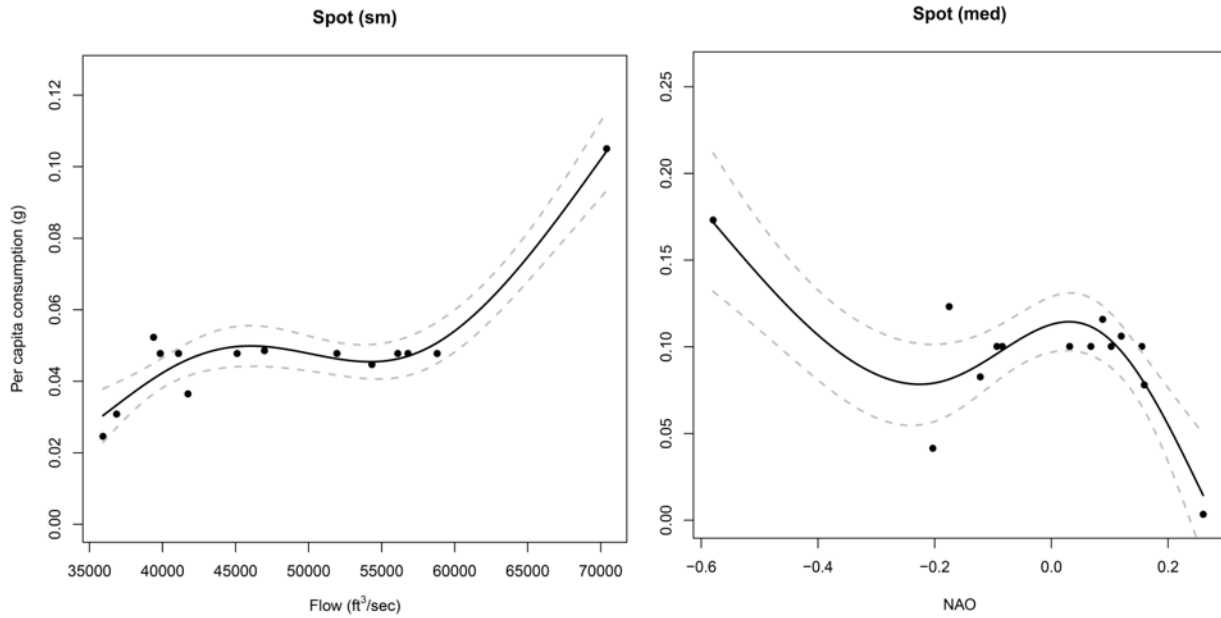 Spot (sm)
Per capita consumption (g)
0.12
0.10
0.08
0.06
0.04
0.02
0.00
35000 40000 45000 50000 55000 60000 65000 70000
Flow (ft³/sec)
Spot (med)
0.25
0.20
0.15
0.10
0.05
0.00
−0.6 −0.4 −0.2 0.0 0.2
NAO